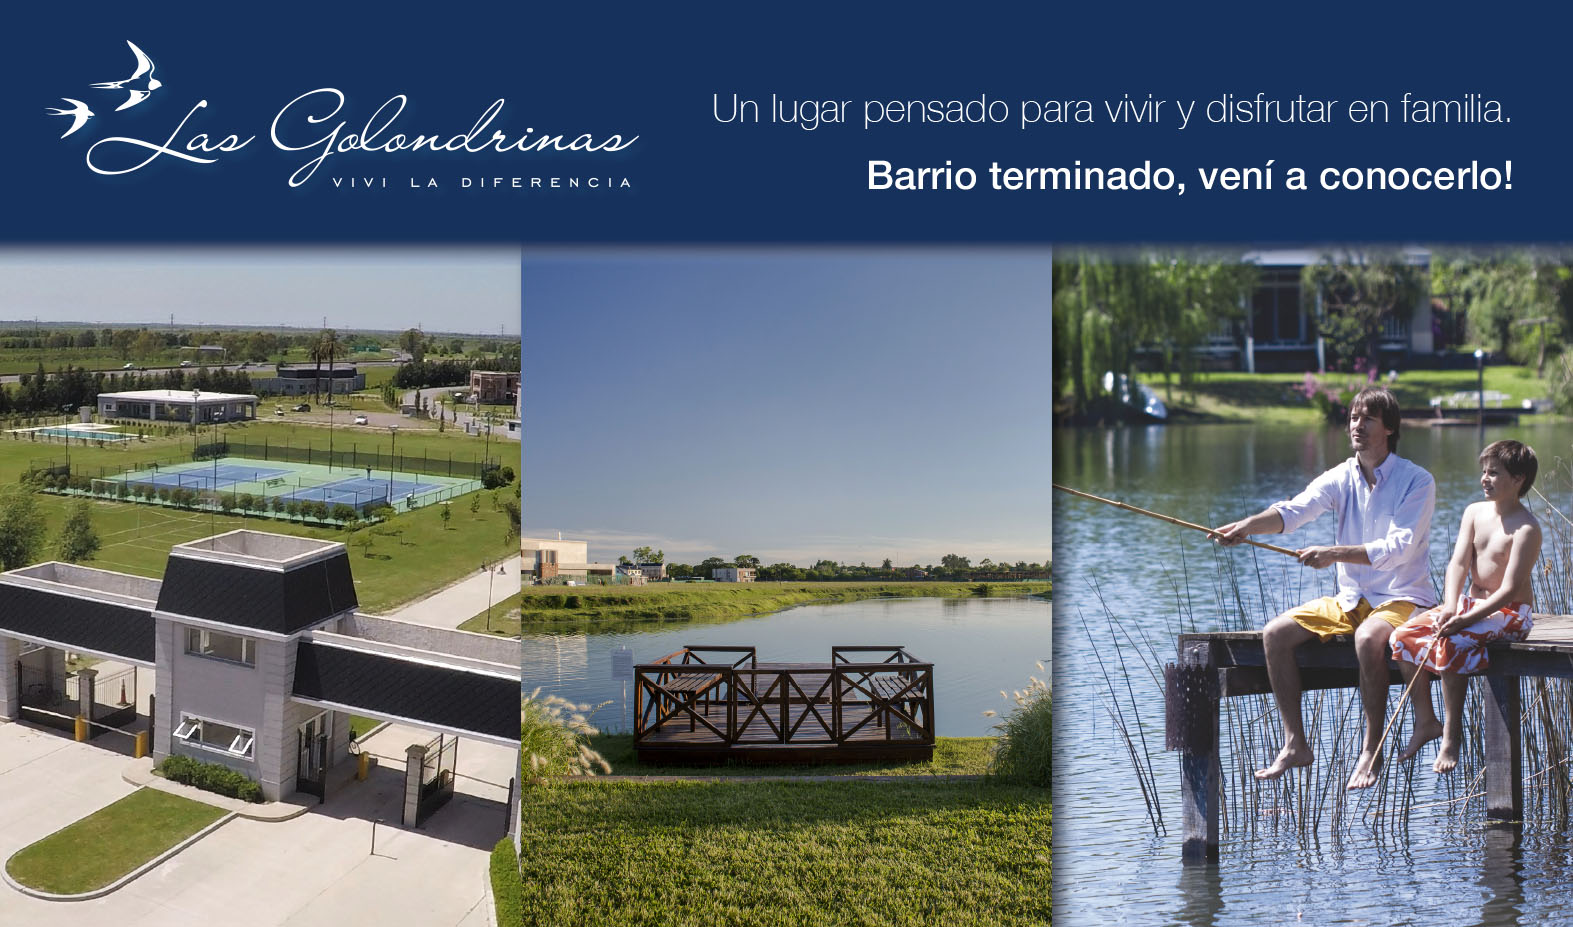 Las Golondrinas
VIVI LA DIFERENCIA
Un lugar pensado para vivir y disfrutar en familia.
Barrio terminado, vení a conocerlo!